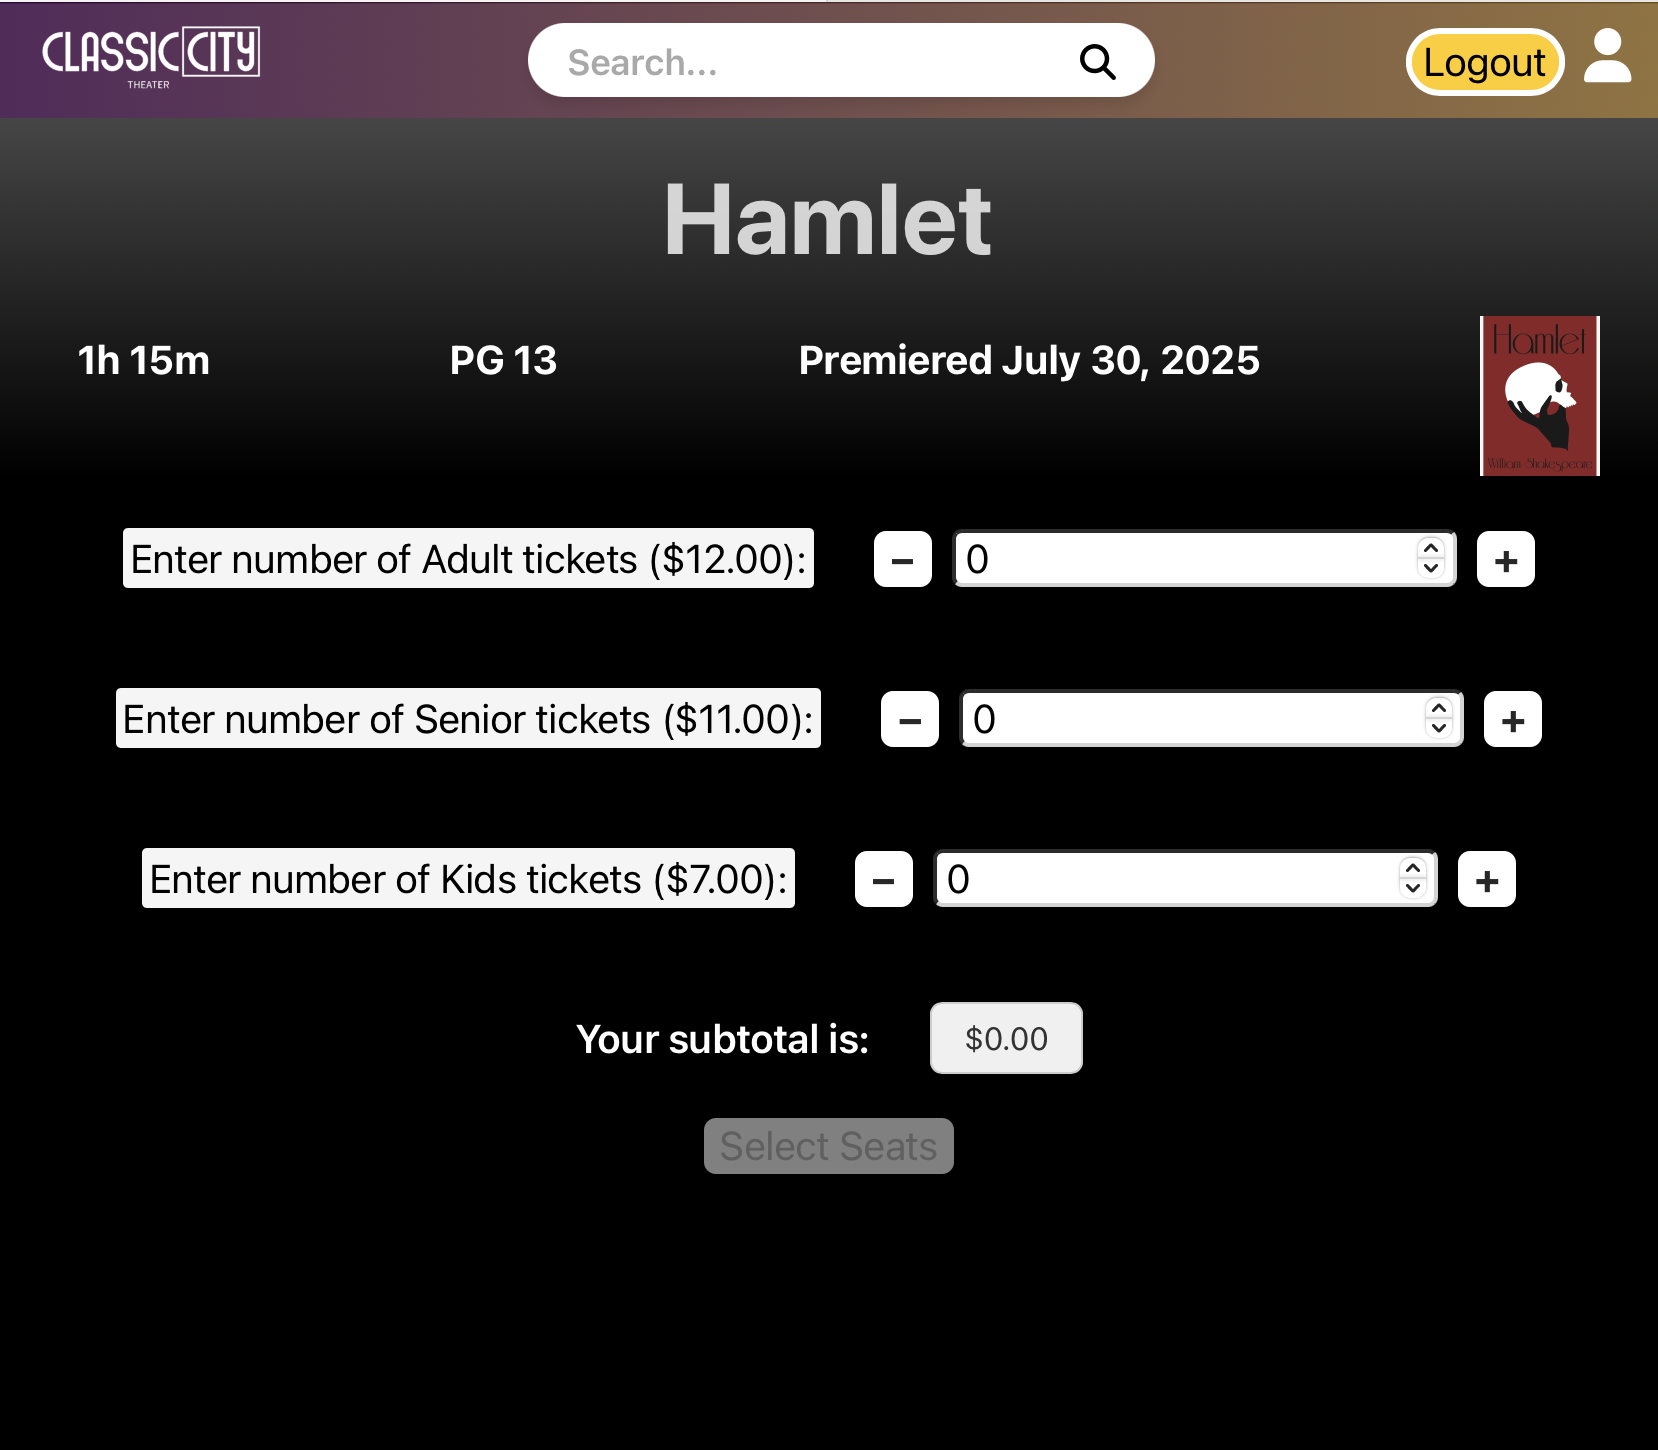 CLASSIC CITY
THEATER
Search...
Logout
Hamlet
1h 15m
PG 13
Premiered July 30, 2025
Hamlet
William Shakespeare
Enter number of Adult tickets ($12.00):
−
0
+
Enter number of Senior tickets ($11.00):
−
0
+
Enter number of Kids tickets ($7.00):
−
0
+
Your subtotal is:
$0.00
Select Seats